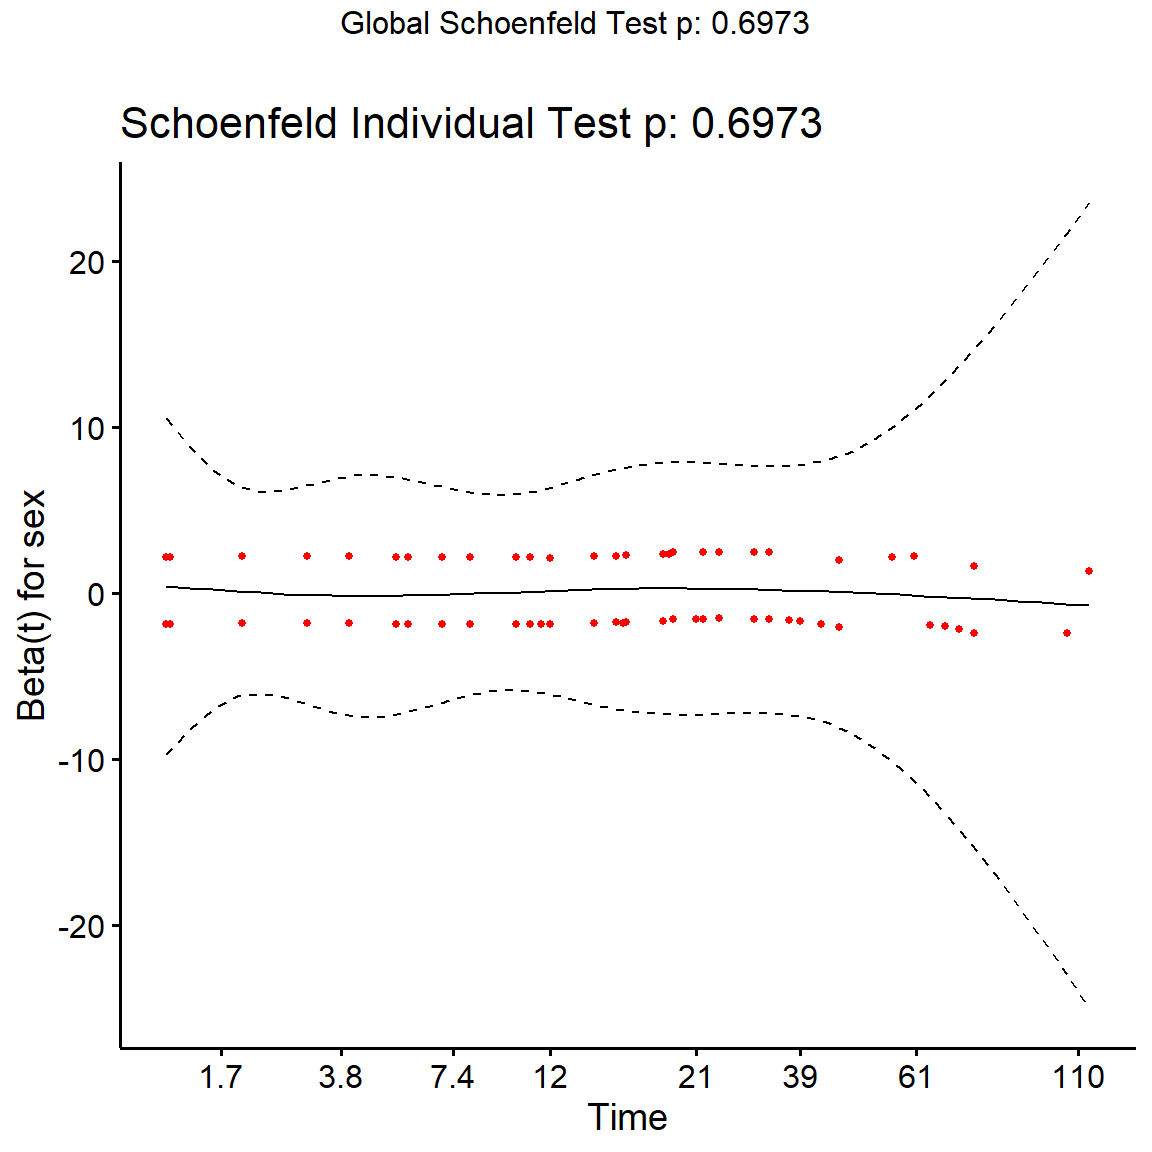 Global Schoenfeld Test p: 0.6973
Schoenfeld Individual Test p: 0.6973
Beta(t) for sex
20
10
0
-10
-20
1.7 3.8 7.4 12 21 39 61 110
Time